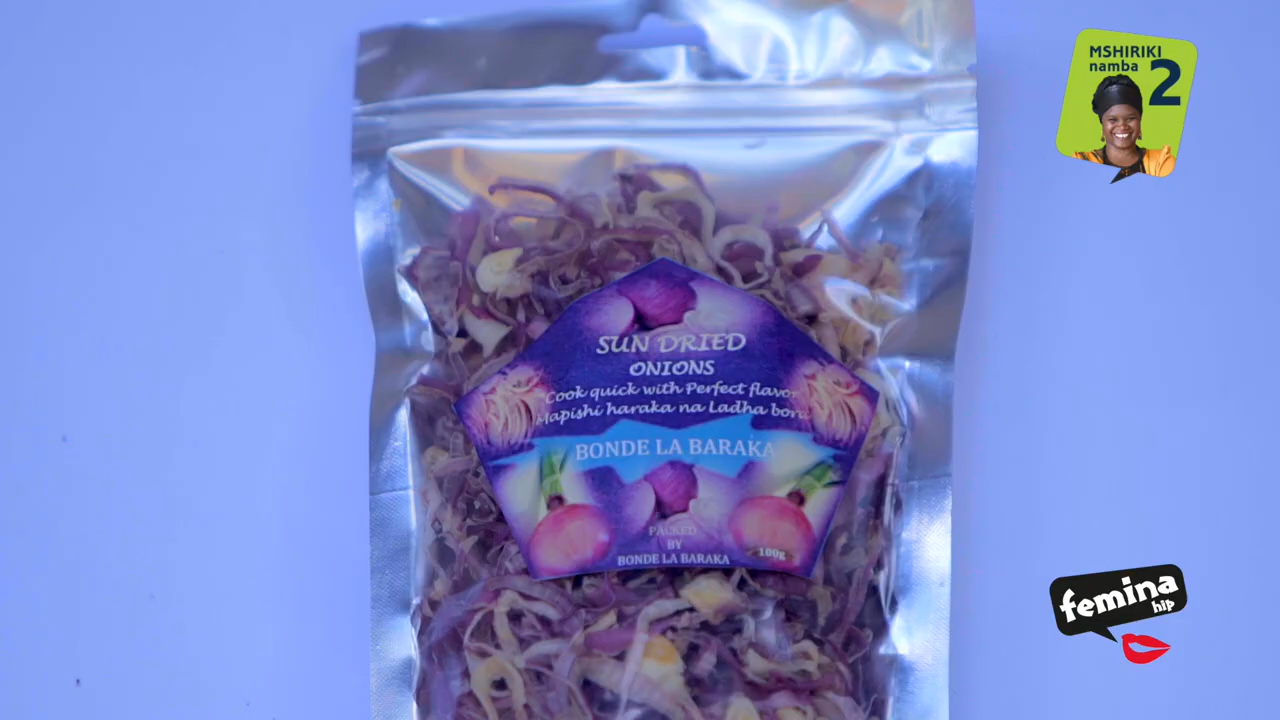 MSHIRIKI
namba 2
SUN DRIED
ONIONS
Cook quick with Perfect flavor
Mapishi haraka na Ladha bora
BONDE LA BARAKA
PACKED
BY
BONDE LA BARAKA
100g
femina
hip